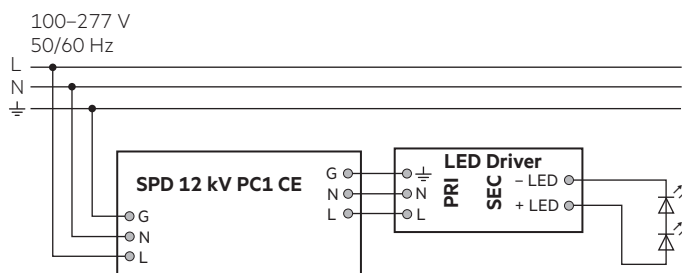 100–277 V
50/60 Hz
L
N
G
LED Driver
SPD 12 kV PC1 CE
N
N
PRI
SEC
– LED
L
L
+ LED
G
N
L